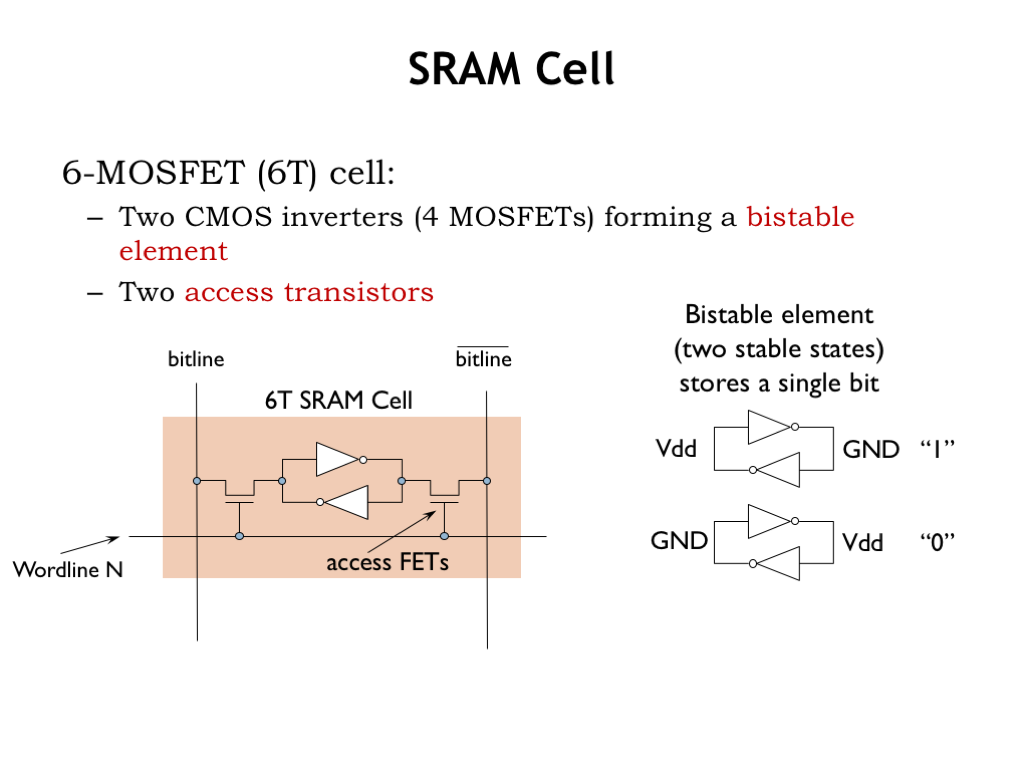 SRAM Cell
6-MOSFET (6T) cell:
– Two CMOS inverters (4 MOSFETs) forming a bistable
element
– Two access transistors
Bistable element
(two stable states)
stores a single bit
bitline
bitline
6T SRAM Cell
Vdd
GND “1”
GND
Vdd “0”
access FETs
Wordline N